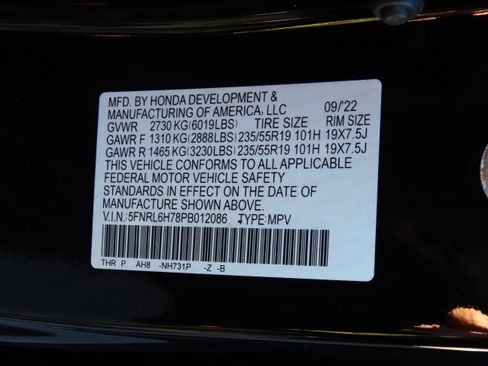 MFD. BY HONDA DEVELOPMENT &
MANUFACTURING OF AMERICA, LLC 09/'22
GVWR 2730 KG(6019LBS) TIRE SIZE RIM SIZE
GAWR F 1310 KG(2888LBS) 235/55R19 101H 19X7.5J
GAWR R 1465 KG(3230LBS) 235/55R19 101H 19X7.5J
THIS VEHICLE CONFORMS TO ALL APPLICABLE
FEDERAL MOTOR VEHICLE SAFETY
STANDARDS IN EFFECT ON THE DATE OF
MANUFACTURE SHOWN ABOVE.
V.I.N.:5FNRL6H78PB012086 TYPE:MPV
THR P AH8 -NH731P -Z -B